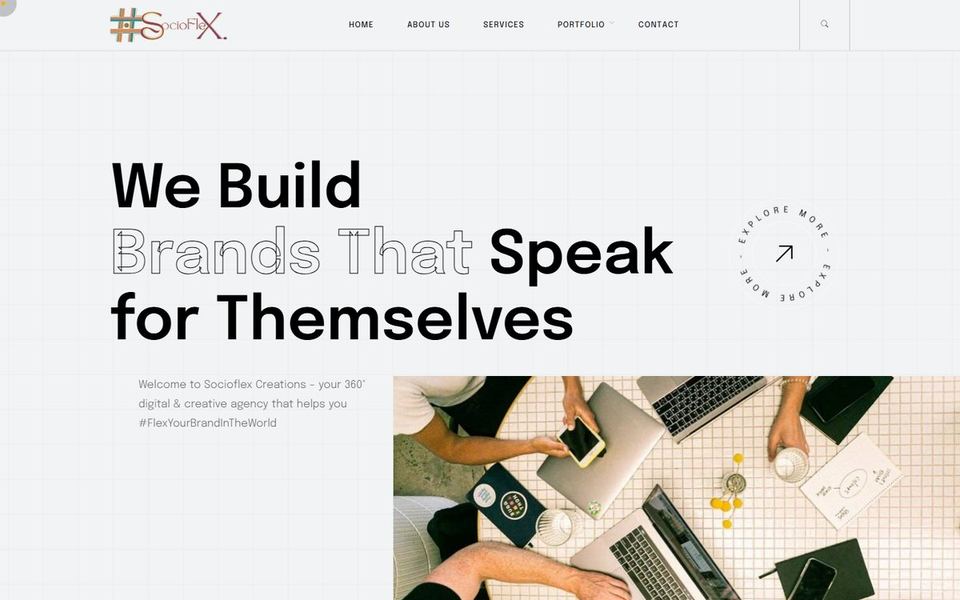 #SocioFleX.
HOME
ABOUT US
SERVICES
PORTFOLIO
CONTACT
We Build
Brands That Speak
for Themselves
- EXPLORE MORE - EXPLORE MORE
Welcome to Socioflex Creations – your 360°
digital & creative agency that helps you
#FlexYourBrandInTheWorld